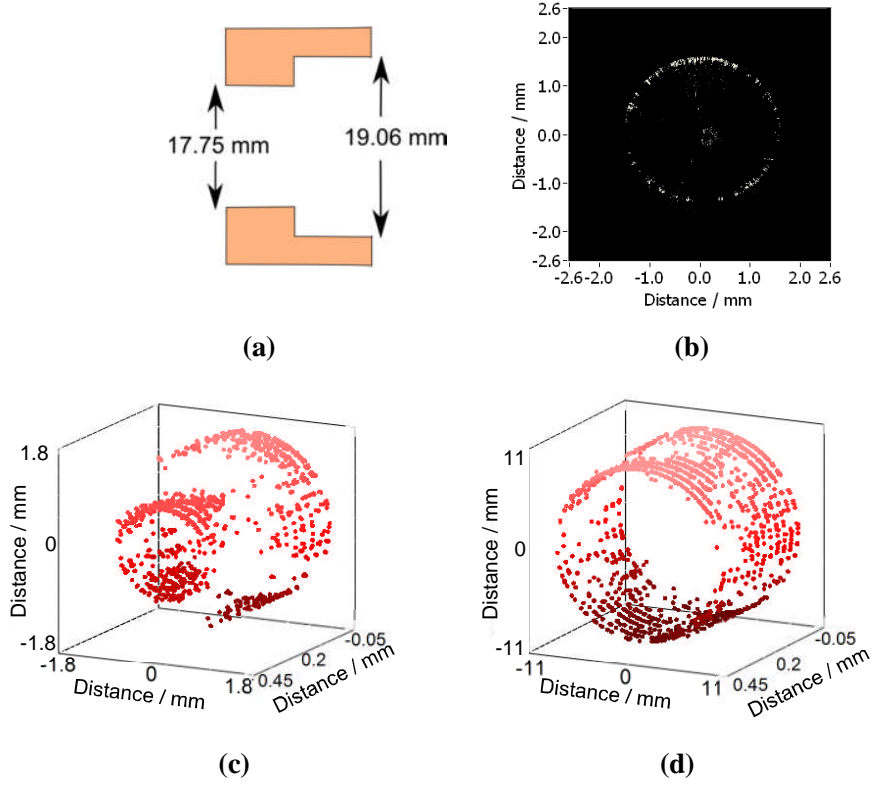 17.75 mm
19.06 mm
(a)
2.6
2.0
1.0
0.0
-1.0
-2.0
-2.6
Distance / mm
-2.6 -2.0 -1.0 0.0 1.0 2.0 2.6
Distance / mm
(b)
1.8
0
-1.8
Distance / mm
-1.8 0 1.8
Distance / mm
0.45 0.2 -0.05
Distance / mm
(c)
11
0
-11
Distance / mm
-11 0 11
Distance / mm
0.45 0.2 -0.05
Distance / mm
(d)